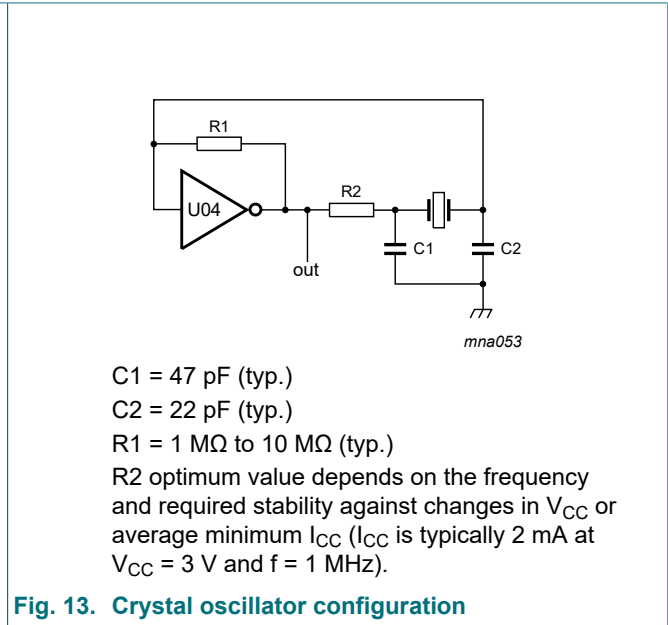 R1
U04
R2
out
C1
C2
mna053
C1 = 47 pF (typ.)
C2 = 22 pF (typ.)
R1 = 1 MΩ to 10 MΩ (typ.)
R2 optimum value depends on the frequency
and required stability against changes in VCC or
average minimum ICC (ICC is typically 2 mA at
VCC = 3 V and f = 1 MHz).
Fig. 13. Crystal oscillator configuration